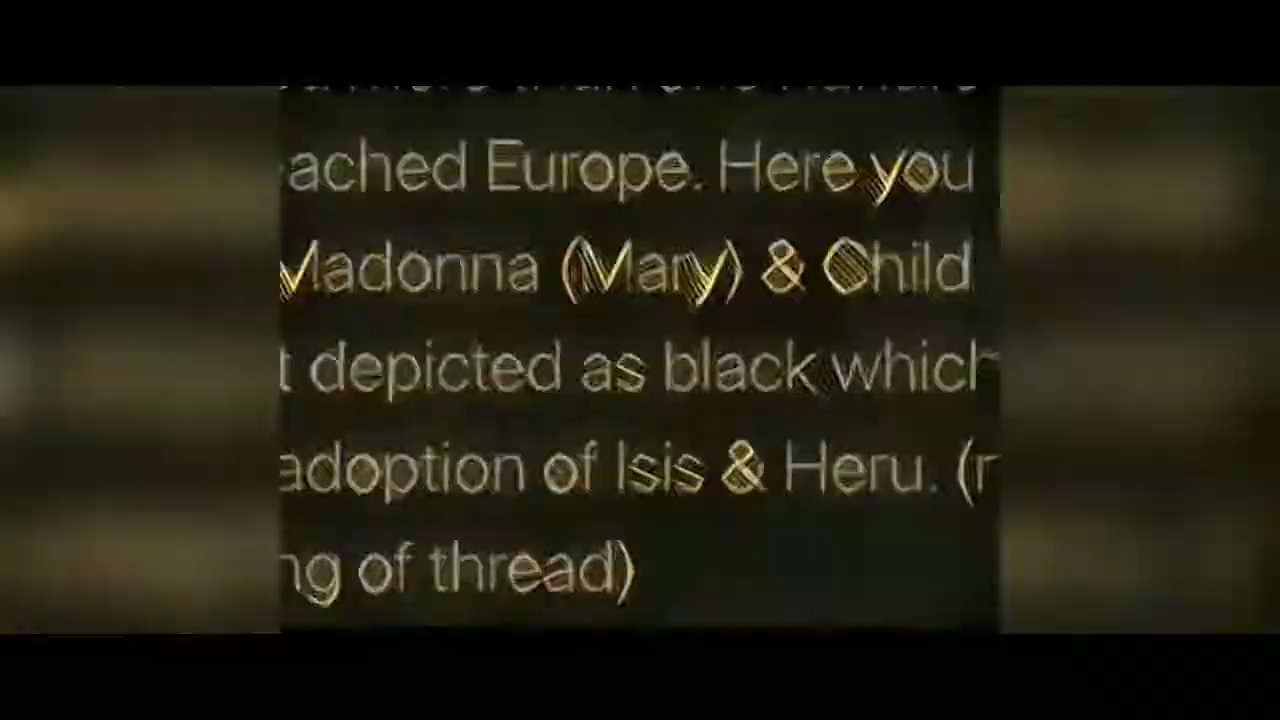 ached Europe. Here you
Madonna (Mary) & Child
t depicted as black which
adoption of Isis & Heru. (r
ng of thread)